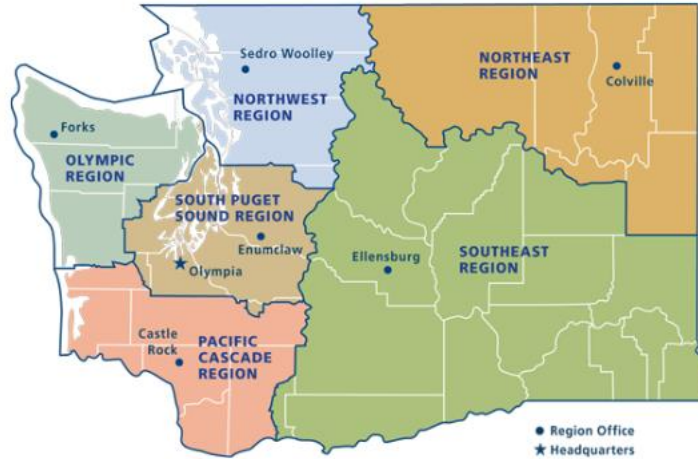 Sedro Woolley
NORTHWEST
REGION
NORTHEAST
REGION
Colville
Forks
OLYMPIC
REGION
SOUTH PUGET
SOUND REGION
Enumclaw
Olympia
Ellensburg
SOUTHEAST
REGION
Castle
Rock
PACIFIC
CASCADE
REGION
Region Office
Headquarters